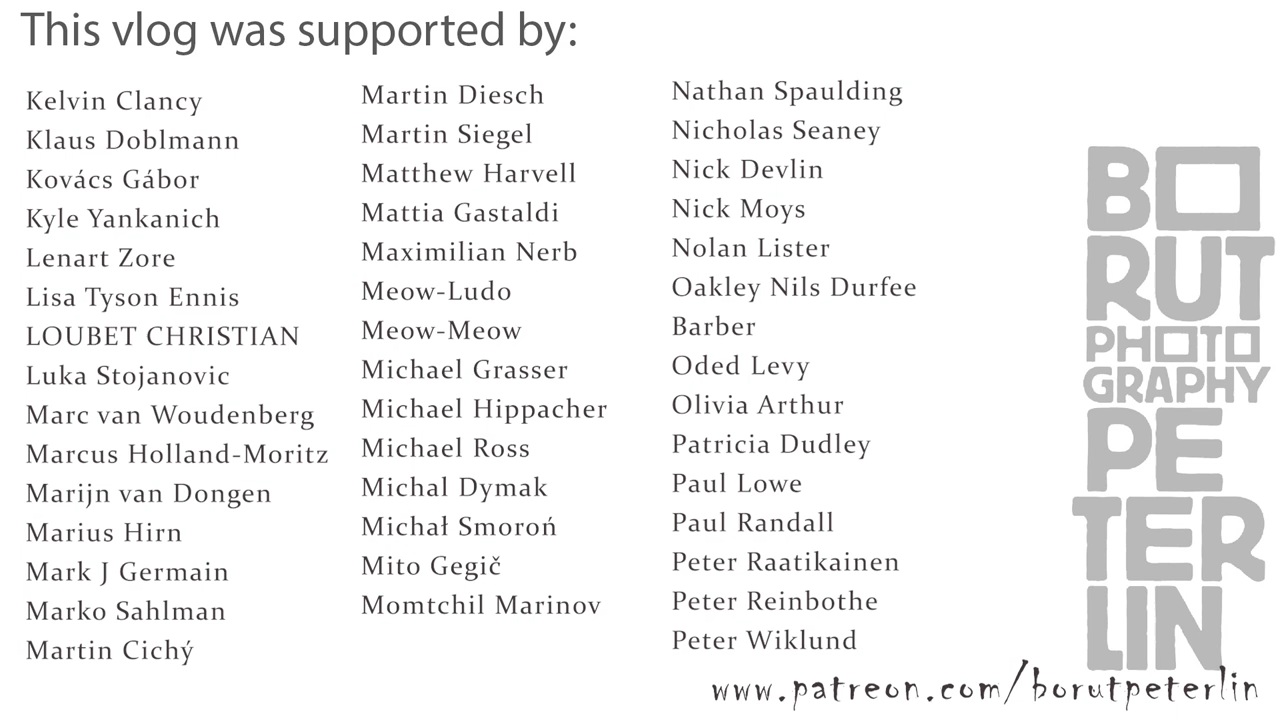 This vlog was supported by:
Kelvin Clancy
Klaus Doblmann
Kovács Gábor
Kyle Yankanich
Lenart Zore
Lisa Tyson Ennis
LOUBET CHRISTIAN
Luka Stojanovic
Marc van Woudenberg
Marcus Holland-Moritz
Marijn van Dongen
Marius Hirn
Mark J Germain
Marko Sahlman
Martin Cichý
Martin Diesch
Martin Siegel
Matthew Harvell
Mattia Gastaldi
Maximilian Nerb
Meow-Ludo
Meow-Meow
Michael Grasser
Michael Hippacher
Michael Ross
Michal Dymak
Michał Smoroń
Mito Gegič
Momtchil Marinov
Nathan Spaulding
Nicholas Seaney
Nick Devlin
Nick Moys
Nolan Lister
Oakley Nils Durfee
Barber
Oded Levy
Olivia Arthur
Patricia Dudley
Paul Lowe
Paul Randall
Peter Raatikainen
Peter Reinbothe
Peter Wiklund
BO
RUT
PHOTO
GRAPHY
PE
TER
LIN
www.patreon.com/borutpeterlin